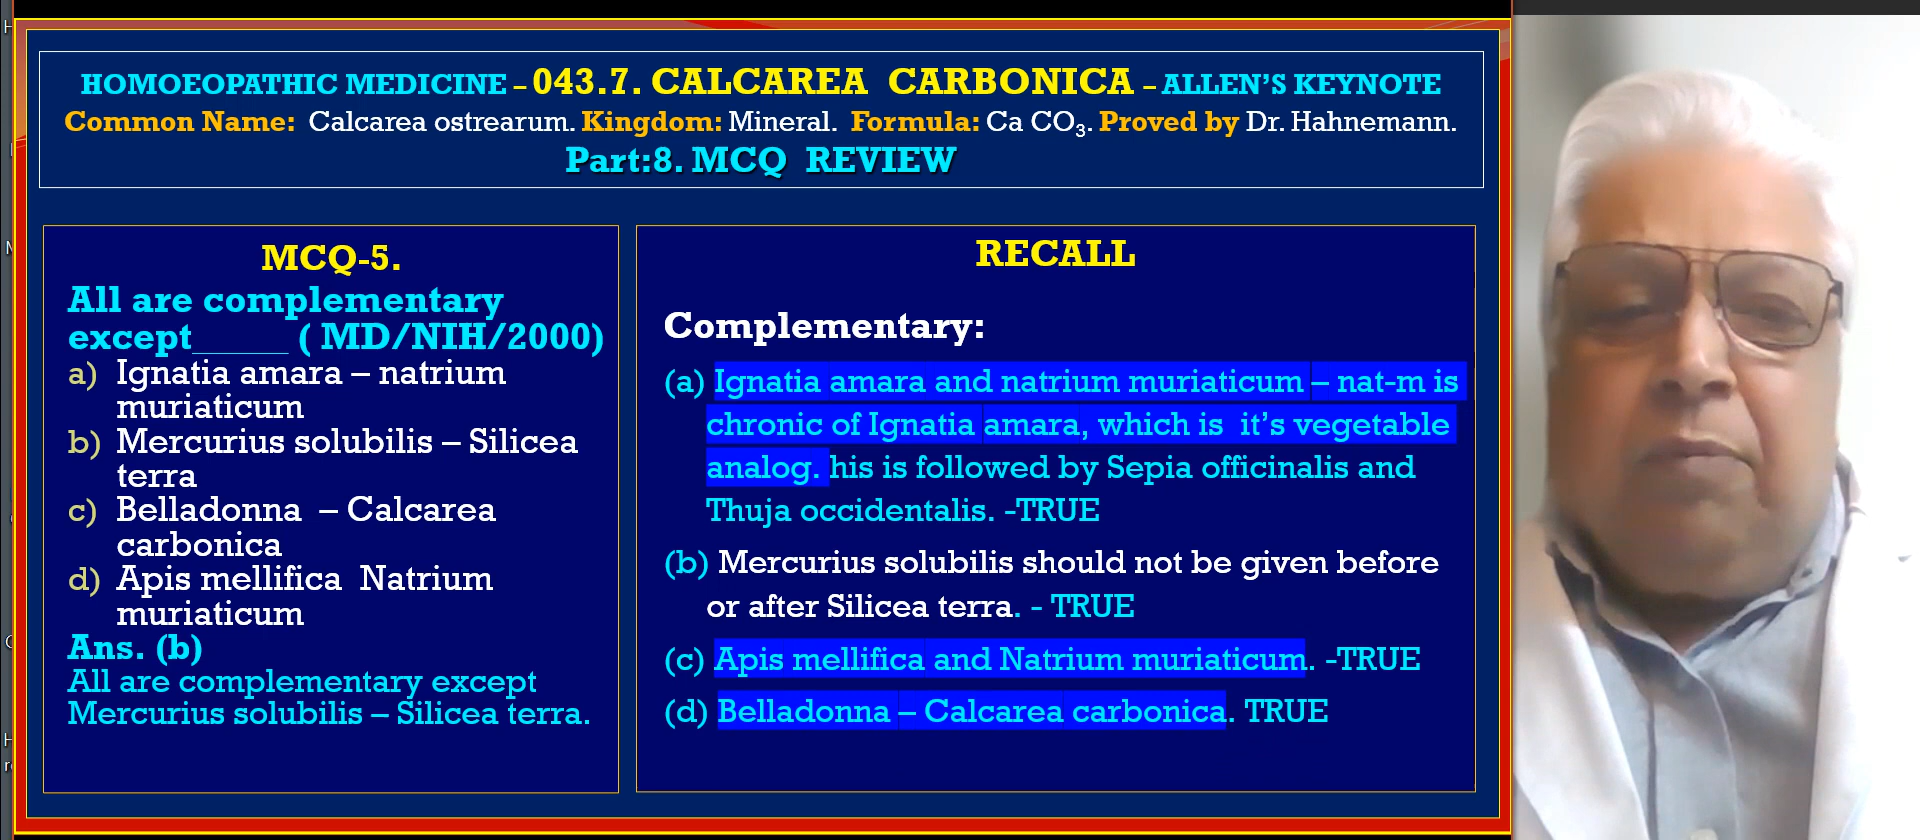 HOMOEOPATHIC MEDICINE – 043.7. CALCAREA CARBONICA – ALLEN'S KEYNOTE
Common Name: Calcarea ostrearum. Kingdom: Mineral. Formula: Ca CO₃. Proved by Dr. Hahnemann.
Part:8. MCQ REVIEW
MCQ-5.
All are complementary
except_____ ( MD/NIH/2000)
a) Ignatia amara – natrium
muriaticum
b) Mercurius solubilis – Silicea
terra
c) Belladonna – Calcarea
carbonica
d) Apis mellifica Natrium
muriaticum
Ans. (b)
All are complementary except
Mercurius solubilis – Silicea terra.
RECALL
Complementary:
(a) Ignatia amara and natrium muriaticum – nat-m is
chronic of Ignatia amara, which is it's vegetable
analog. his is followed by Sepia officinalis and
Thuja occidentalis. -TRUE
(b) Mercurius solubilis should not be given before
or after Silicea terra. - TRUE
(c) Apis mellifica and Natrium muriaticum. -TRUE
(d) Belladonna – Calcarea carbonica. TRUE